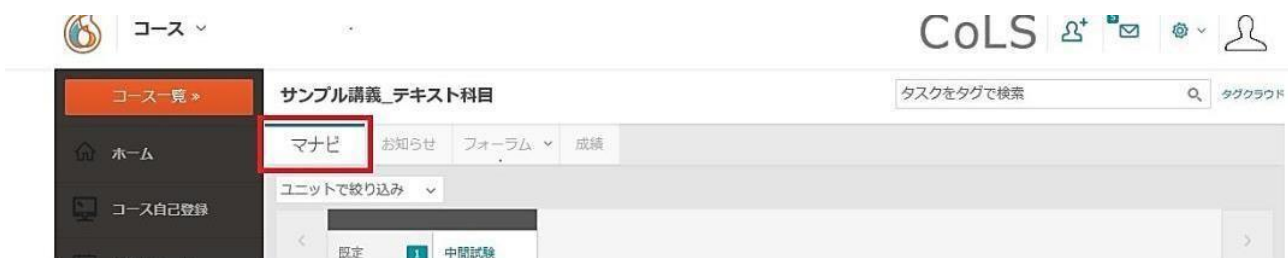 コース
CoLS
5
コース一覧 »
サンプル講義_テキスト科目
タスクをタグで検索
タグクラウド
ホーム
マナビ お知らせ フォーラム 成績
ユニットで絞り込み
コース自己登録
既定 1 中間試験